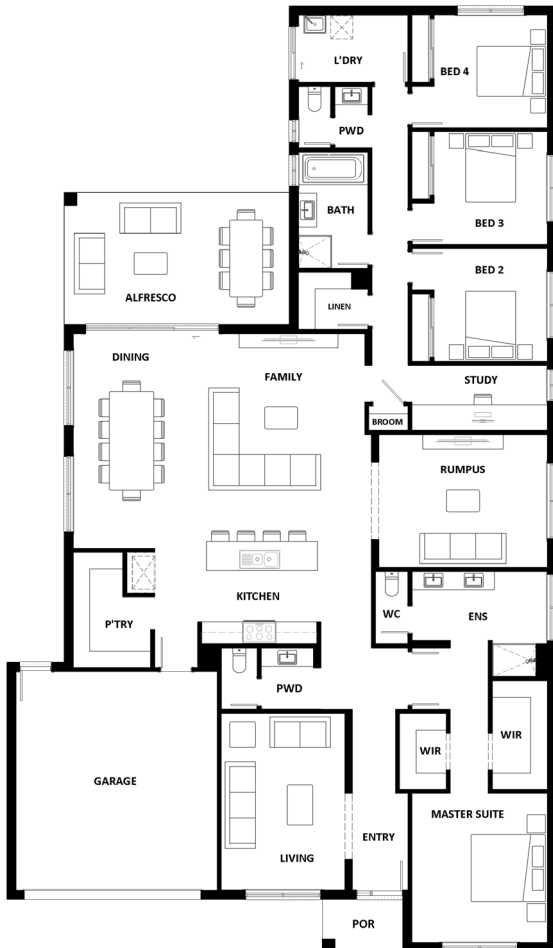 L'DRY
BED 4
PWD
BATH
BED 3
BED 2
ALFRESCO
LINEN
DINING
FAMILY
STUDY
BROOM
RUMPUS
KITCHEN
WC
ENS
P'TRY
PWD
WIR
WIR
GARAGE
MASTER SUITE
ENTRY
LIVING
POR